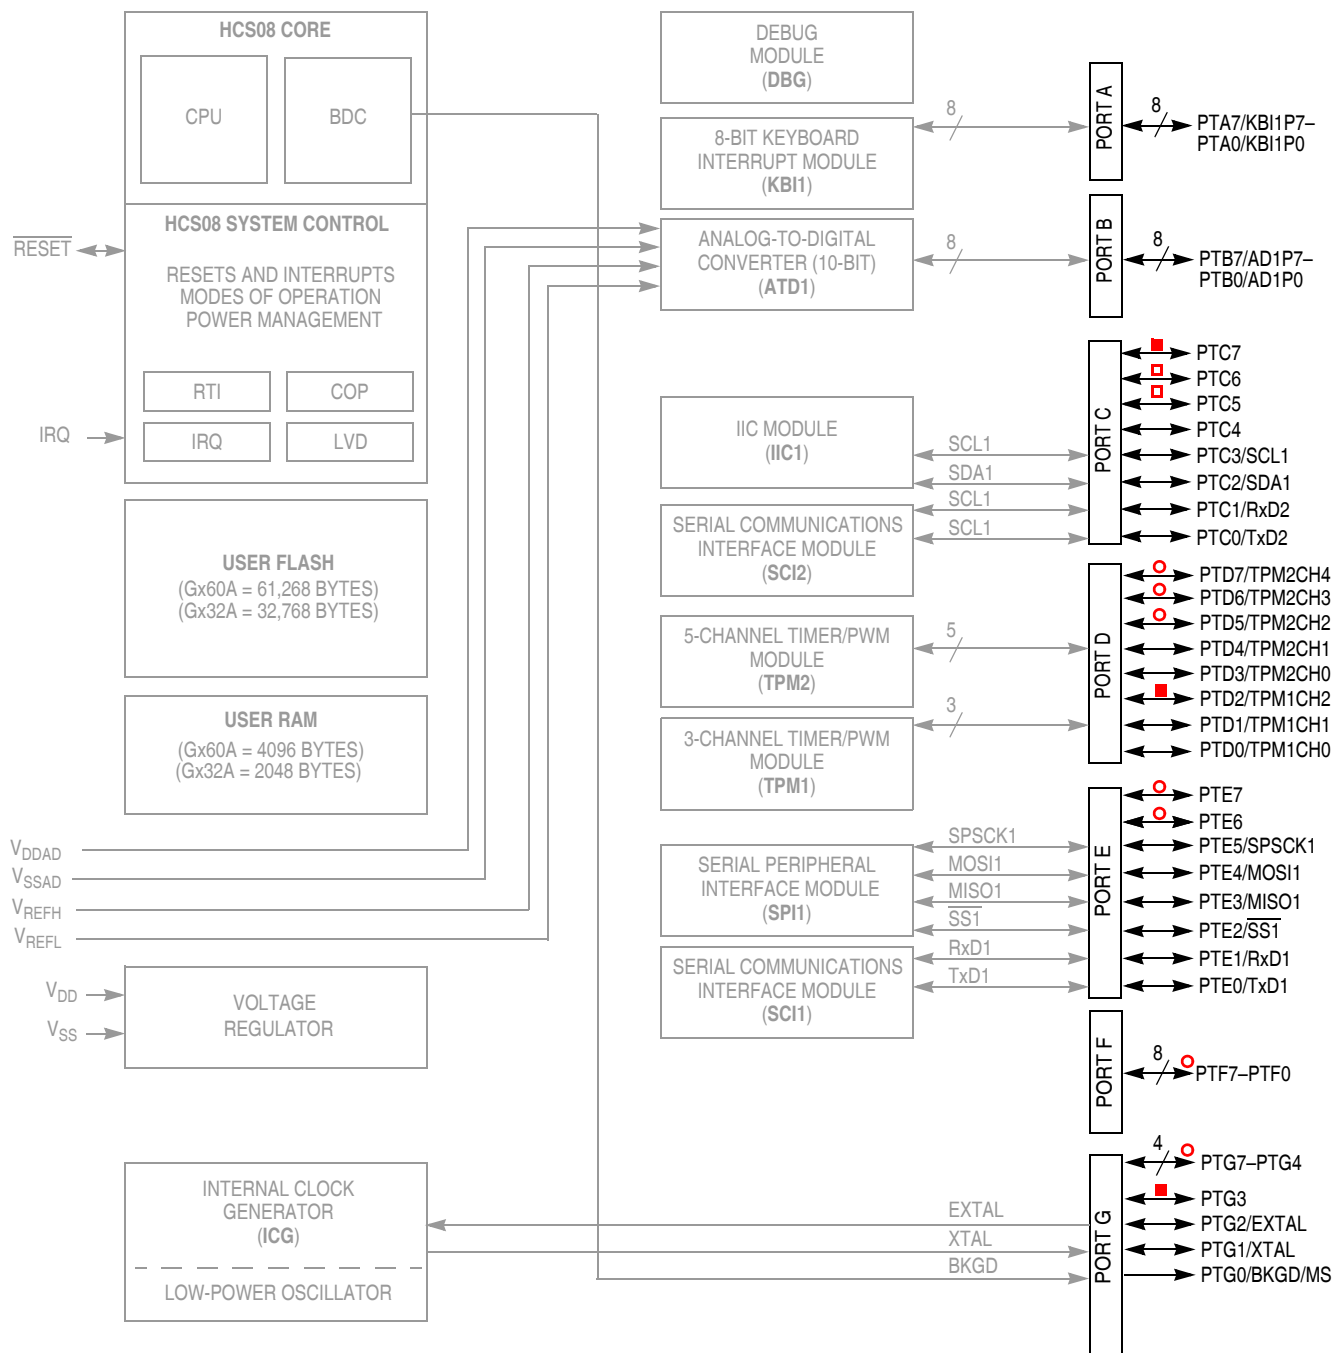 HCS08 CORE
CPU
BDC
HCS08 SYSTEM CONTROL
RESETS AND INTERRUPTS
MODES OF OPERATION
POWER MANAGEMENT
RTI
COP
IRQ
LVD
RESET
IRQ
USER FLASH
(Gx60A = 61,268 BYTES)
(Gx32A = 32,768 BYTES)
USER RAM
(Gx60A = 4096 BYTES)
(Gx32A = 2048 BYTES)
VDDAD
VSSAD
VREFH
VREFL
VDD
VSS
VOLTAGE
REGULATOR
INTERNAL CLOCK
GENERATOR
(ICG)
LOW-POWER OSCILLATOR
DEBUG
MODULE
(DBG)
8-BIT KEYBOARD
INTERRUPT MODULE
(KBI1)
8
ANALOG-TO-DIGITAL
CONVERTER (10-BIT)
(ATD1)
8
IIC MODULE
(IIC1)
SCL1
SDA1
SERIAL COMMUNICATIONS
INTERFACE MODULE
(SCI2)
SCL1
SCL1
5-CHANNEL TIMER/PWM
MODULE
(TPM2)
5
3-CHANNEL TIMER/PWM
MODULE
(TPM1)
3
SERIAL PERIPHERAL
INTERFACE MODULE
(SPI1)
SPSCK1
MOSI1
MISO1
SS1
SERIAL COMMUNICATIONS
INTERFACE MODULE
(SCI1)
RxD1
TxD1
EXTAL
XTAL
BKGD
PORT A
8
PTA7/KBI1P7–
PTA0/KBI1P0
PORT B
8
PTB7/AD1P7–
PTB0/AD1P0
PORT C
PTC7
PTC6
PTC5
PTC4
PTC3/SCL1
PTC2/SDA1
PTC1/RxD2
PTC0/TxD2
PORT D
PTD7/TPM2CH4
PTD6/TPM2CH3
PTD5/TPM2CH2
PTD4/TPM2CH1
PTD3/TPM2CH0
PTD2/TPM1CH2
PTD1/TPM1CH1
PTD0/TPM1CH0
PORT E
PTE7
PTE6
PTE5/SPSCK1
PTE4/MOSI1
PTE3/MISO1
PTE2/SS1
PTE1/RxD1
PTE0/TxD1
PORT F
8
PTF7–PTF0
PORT G
4
PTG7–PTG4
PTG3
PTG2/EXTAL
PTG1/XTAL
PTG0/BKGD/MS